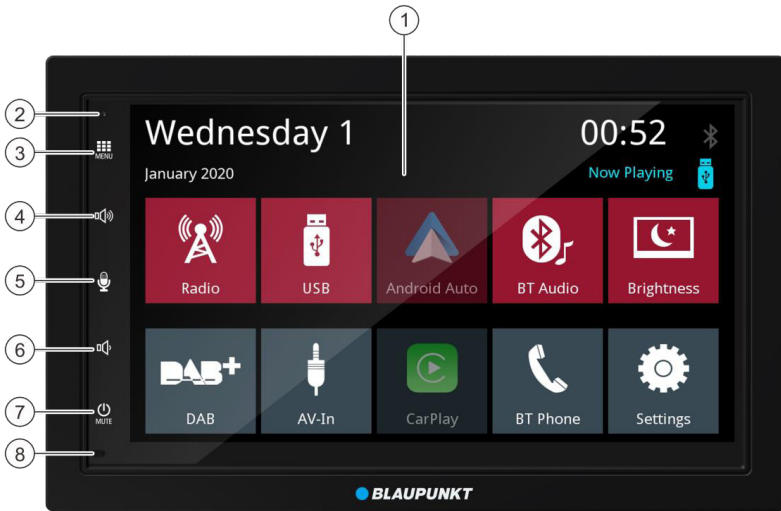 1
2
Wednesday 1
00:52
3
MENU
January 2020
Now Playing
4
5
Radio
USB
Android Auto
BT Audio
Brightness
6
7
MUTE
DAB+
DAB
AV-In
CarPlay
BT Phone
Settings
8
BLAUPUNKT